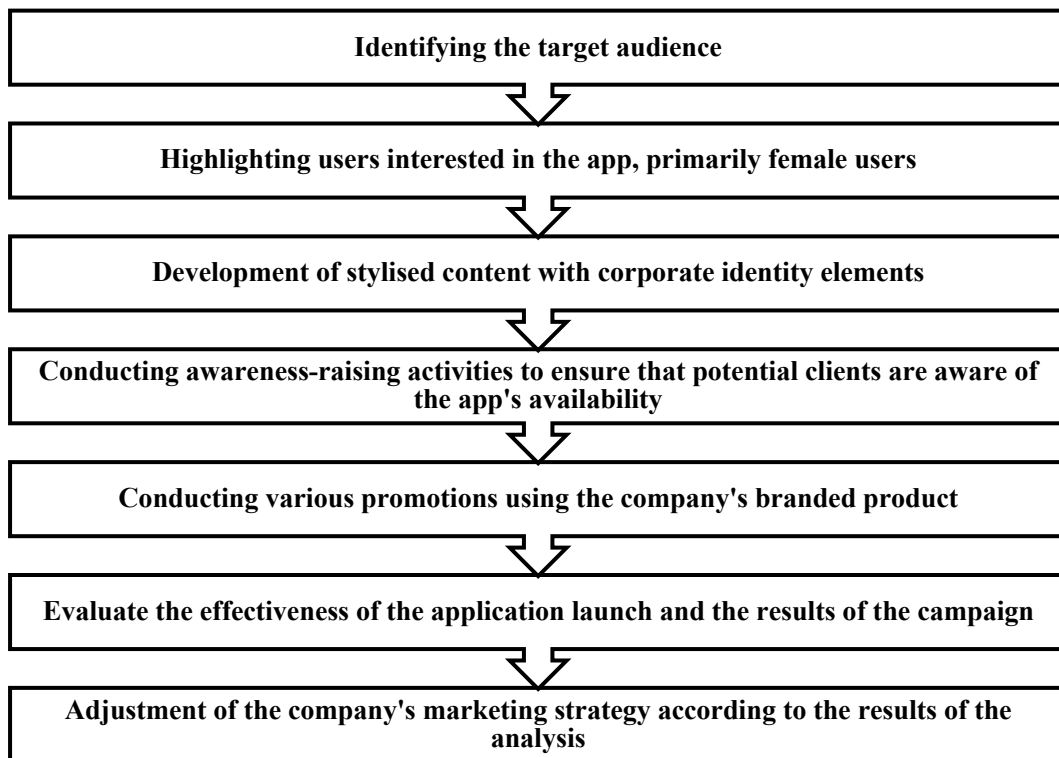 Identifying the target audience
Highlighting users interested in the app, primarily female users
Development of stylised content with corporate identity elements
Conducting awareness-raising activities to ensure that potential clients are aware of
the app's availability
Conducting various promotions using the company's branded product
Evaluate the effectiveness of the application launch and the results of the campaign
Adjustment of the company's marketing strategy according to the results of the
analysis